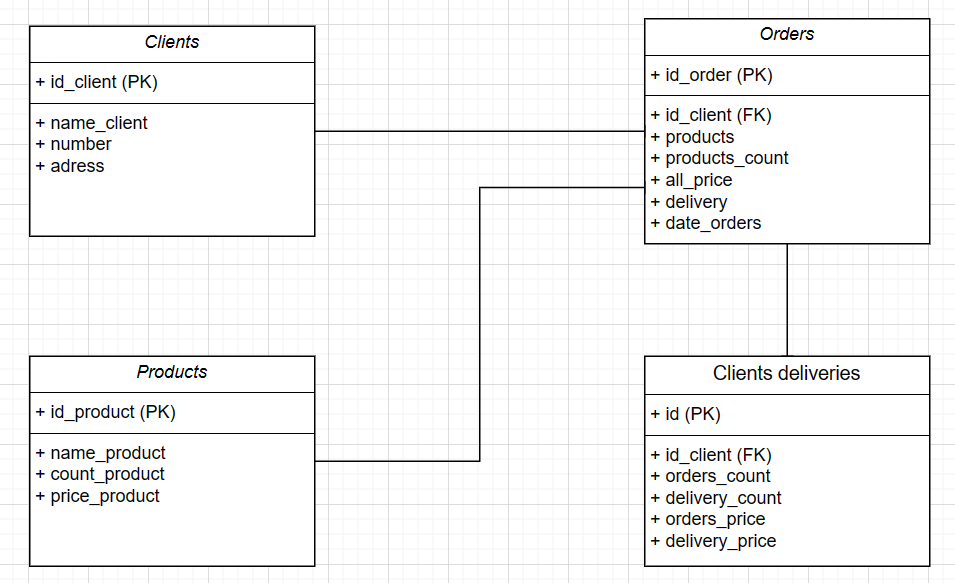 Clients
+ id_client (PK)
+ name_client
+ number
+ adress
Orders
+ id_order (PK)
+ id_client (FK)
+ products
+ products_count
+ all_price
+ delivery
+ date_orders
Products
+ id_product (PK)
+ name_product
+ count_product
+ price_product
Clients deliveries
+ id (PK)
+ id_client (FK)
+ orders_count
+ delivery_count
+ orders_price
+ delivery_price